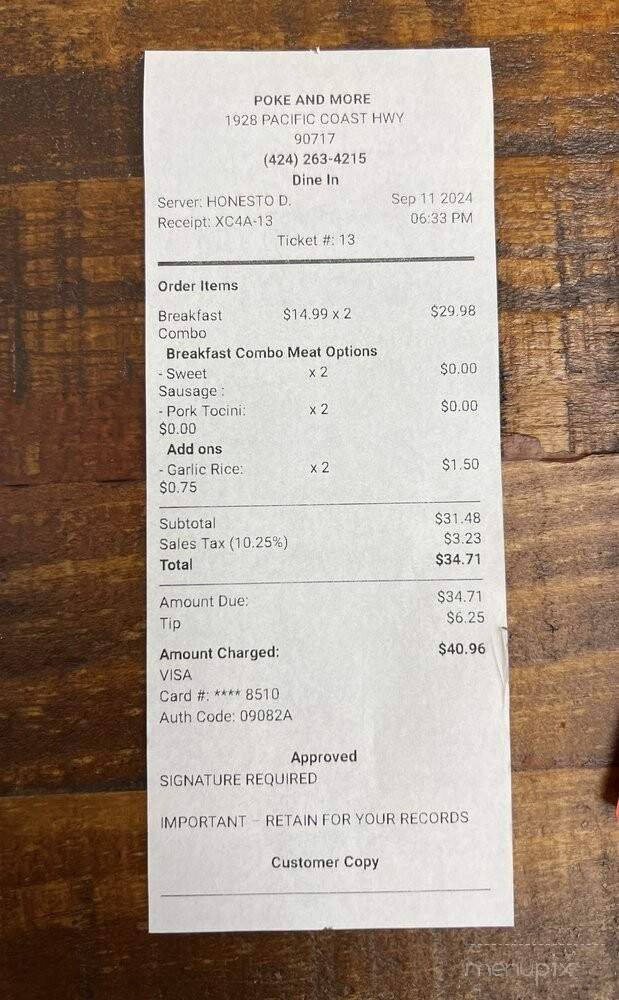 POKE AND MORE
1928 PACIFIC COAST HWY
90717
(424) 263-4215
Dine In
Server: HONESTO D. Sep 11 2024
Receipt: XC4A-13 06:33 PM
Ticket #: 13
Order Items
Breakfast $14.99 x 2 $29.98
Combo
Breakfast Combo Meat Options
- Sweet x 2 $0.00
Sausage :
- Pork Tocini: x 2 $0.00
$0.00
Add ons
- Garlic Rice: x 2 $1.50
$0.75
Subtotal $31.48
Sales Tax (10.25%) $3.23
Total $34.71
Amount Due: $34.71
Tip $6.25
Amount Charged: $40.96
VISA
Card #: **** 8510
Auth Code: 09082A
Approved
SIGNATURE REQUIRED
IMPORTANT – RETAIN FOR YOUR RECORDS
Customer Copy
menupix